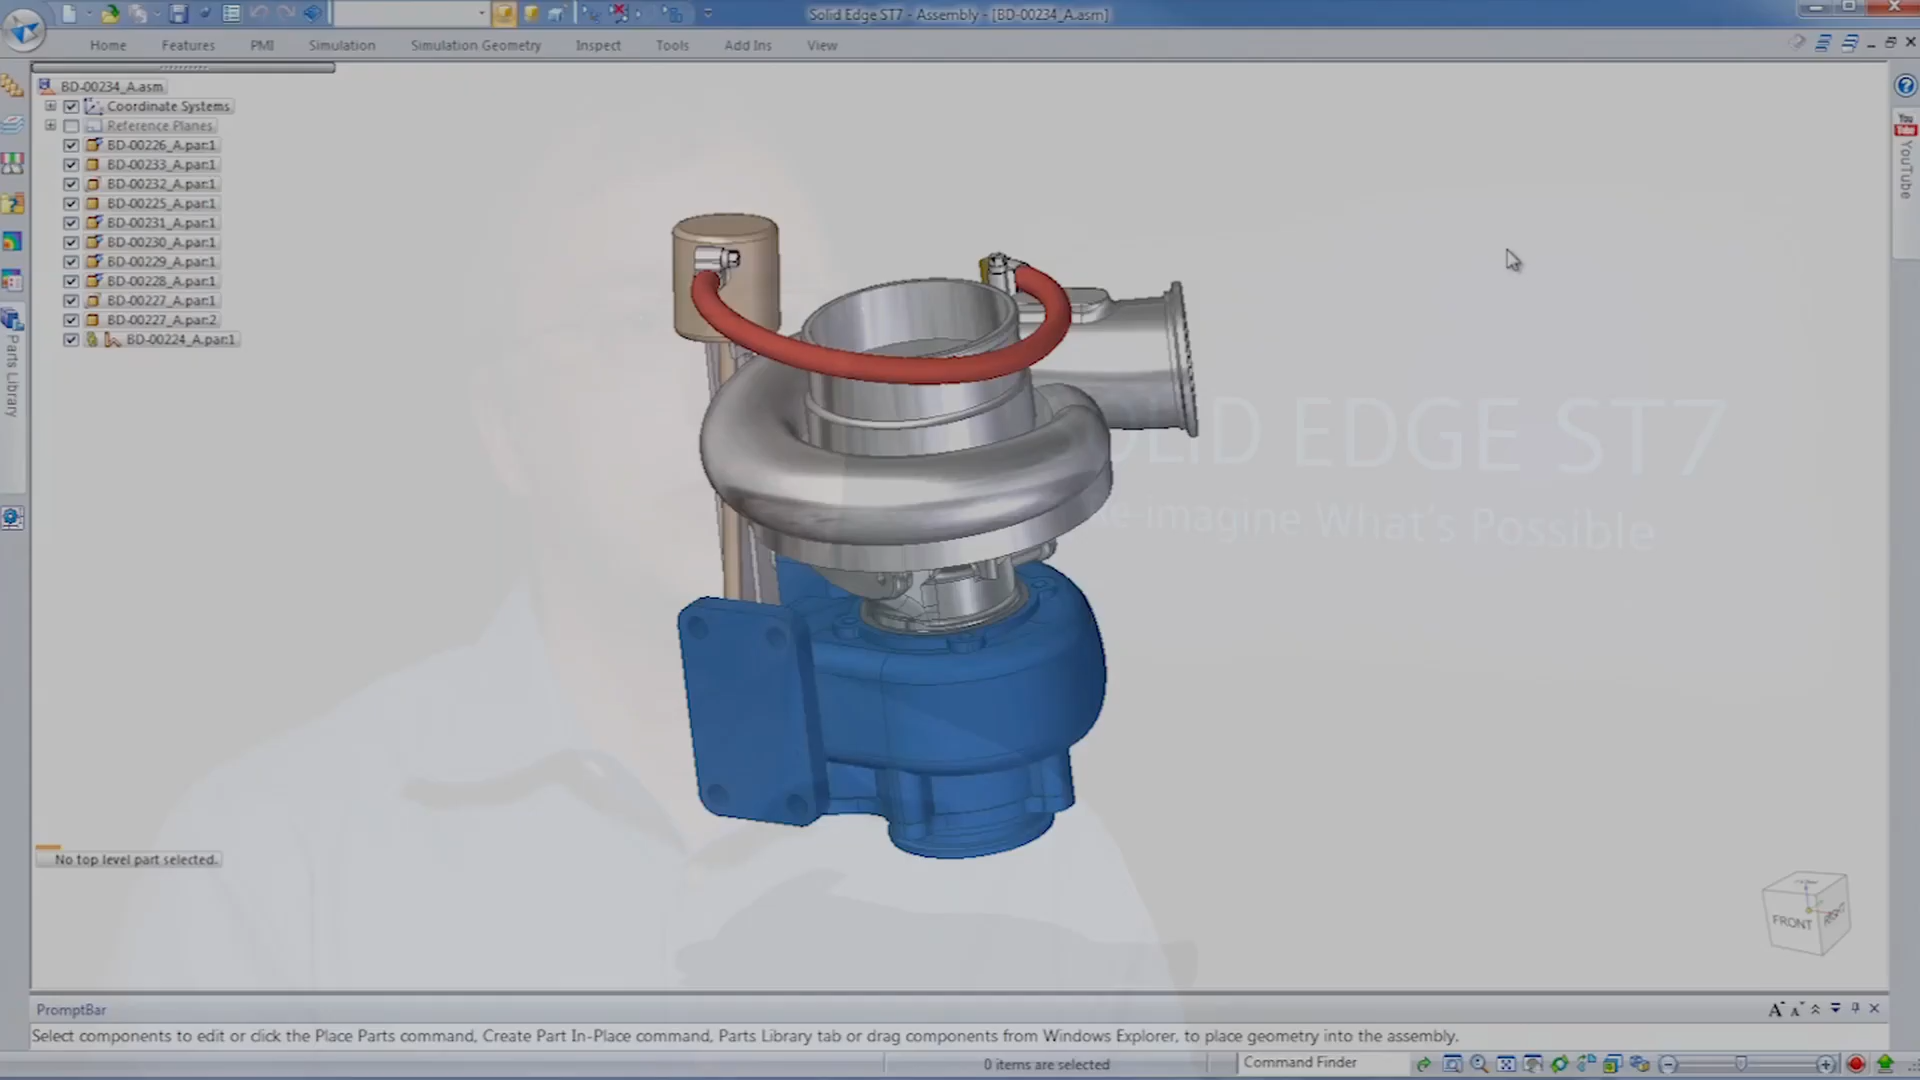 Solid Edge ST7 - Assembly - [BD-00234_A.asm]
Home Features PMI Simulation Simulation Geometry Inspect Tools Add Ins View
BD-00234_A.asm
Coordinate Systems
Reference Planes
BD-00226_A.par:1
BD-00233_A.par:1
BD-00232_A.par:1
BD-00225_A.par:1
BD-00231_A.par:1
BD-00230_A.par:1
BD-00229_A.par:1
BD-00228_A.par:1
BD-00227_A.par:1
BD-00227_A.par:2
BD-00224_A.par:1
Parts Library
You
Tube
YouTube
OLID EDGE ST7
e-imagine What's Possible
No top level part selected.
FRONT
PromptBar
Select components to edit or click the Place Parts command, Create Part In-Place command, Parts Library tab or drag components from Windows Explorer, to place geometry into the assembly.
0 items are selected
Command Finder